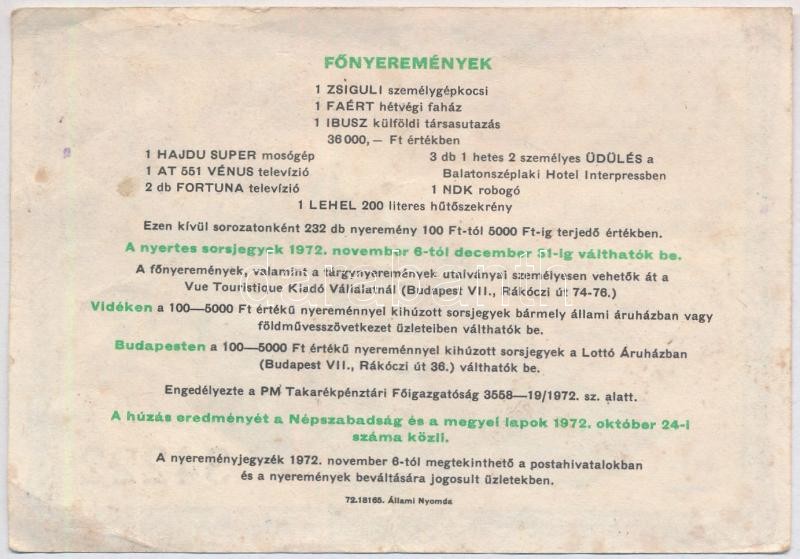 FŐNYEREMÉNYEK
1 ZSIGULI személygépkocsi
1 FAÉRT hétvégi faház
1 IBUSZ külföldi társasutazás
36 000,— Ft értékben
1 HAJDU SUPER mosógép
1 AT 551 VÉNUS televízió
2 db FORTUNA televízió
3 db 1 hetes 2 személyes ÜDÜLÉS a
Balatonszéplaki Hotel Interpressben
1 NDK robogó
1 LEHEL 200 literes hűtőszekrény
Ezen kívül sorozatonként 232 db nyeremény 100 Ft-tól 5000 Ft-ig terjedő értékben.
A nyertes sorsjegyek 1972. november 6-tól december 31-ig válthatók be.
A főnyeremények, valamint a tárgynyeremények utalványai személyesen vehetők át a
Vue Touristique Kiadó Vállalatnál (Budapest VII., Rákóczi út 74-76.)
Vidéken a 100—5000 Ft értékű nyereménnyel kihúzott sorsjegyek bármely állami áruházban vagy
földművesszövetkezet üzleteiben válthatók be.
Budapesten a 100—5000 Ft értékű nyereménnyel kihúzott sorsjegyek a Lottó Áruházban
(Budapest VII., Rákóczi út 36.) válthatók be.
Engedélyezte a PM Takarékpénztári Főigazgatóság 3558—19/1972. sz. alatt.
A húzás eredményét a Népszabadság és a megyei lapok 1972. október 24-i
száma közli.
A nyereményjegyzék 1972. november 6-tól megtekinthető a postahivatalokban
és a nyeremények beváltására jogosult üzletekben.
72.18165. Állami Nyomda
darabanth